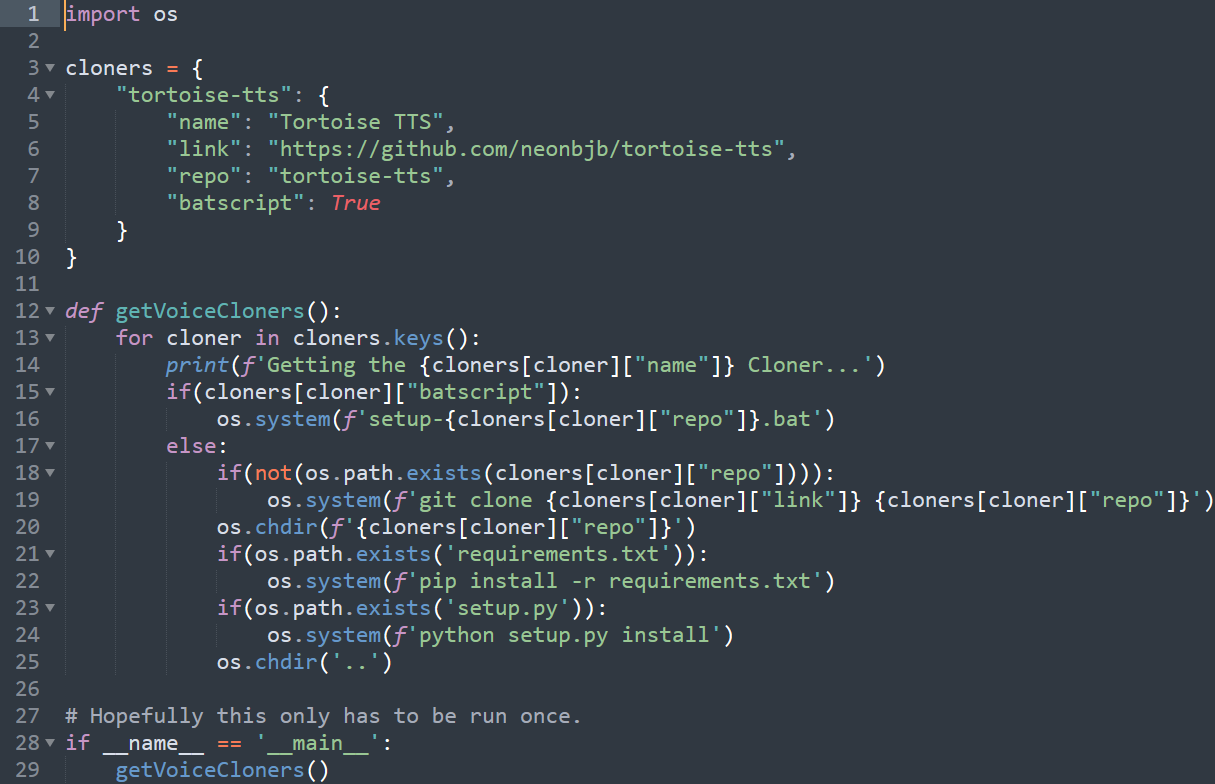 1 import os
2
3 cloners = {
4     "tortoise-tts": {
5         "name": "Tortoise TTS",
6         "link": "https://github.com/neonbjb/tortoise-tts",
7         "repo": "tortoise-tts",
8         "batscript": True
9     }
10 }
11
12 def getVoiceCloners():
13     for cloner in cloners.keys():
14         print(f'Getting the {cloners[cloner]["name"]} Cloner...')
15         if(cloners[cloner]["batscript"]):
16             os.system(f'setup-{cloners[cloner]["repo"]}.bat')
17         else:
18             if(not(os.path.exists(cloners[cloner]["repo"]))):
19                 os.system(f'git clone {cloners[cloner]["link"]} {cloners[cloner]["repo"]}')
20             os.chdir(f'{cloners[cloner]["repo"]}')
21             if(os.path.exists('requirements.txt')):
22                 os.system(f'pip install -r requirements.txt')
23             if(os.path.exists('setup.py')):
24                 os.system(f'python setup.py install')
25             os.chdir('..')
26
27 # Hopefully this only has to be run once.
28 if __name__ == '__main__':
29     getVoiceCloners()